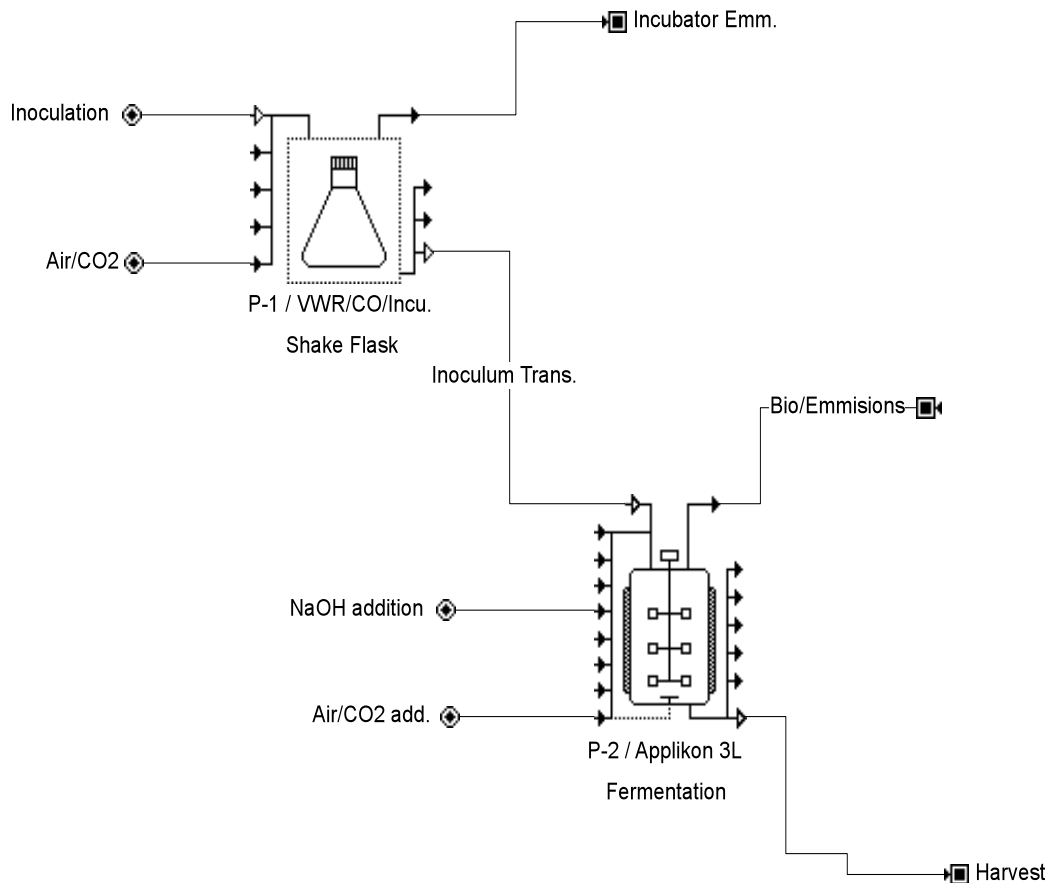 Incubator Emm.
Inoculation
Air/CO2
P-1 / VWR/CO/Incu.
Shake Flask
Inoculum Trans.
Bio/Emmisions
NaOH addition
Air/CO2 add.
P-2 / Applikon 3L
Fermentation
Harvest